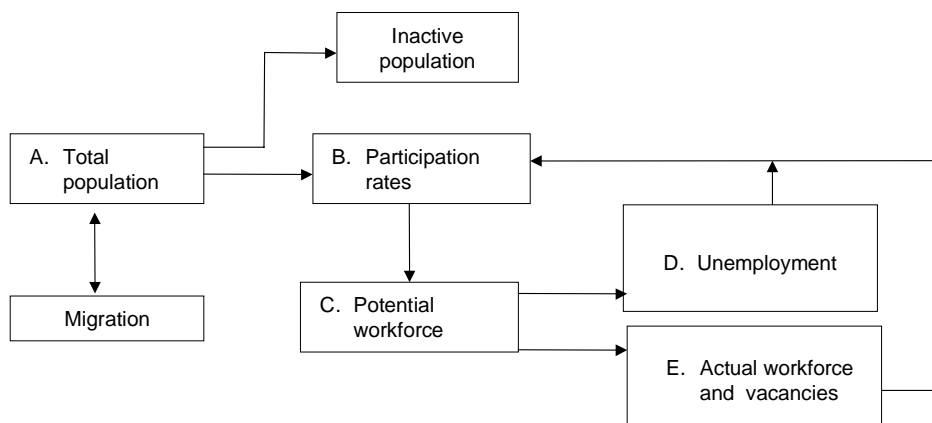 Inactive
population
A. Total
population
B. Participation
rates
D. Unemployment
C. Potential
workforce
Migration
E. Actual workforce
and vacancies